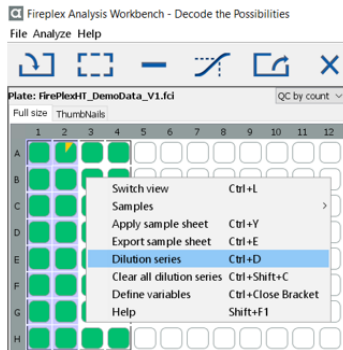 Fireplex Analysis Workbench - Decode the Possibilities
File Analyze Help
Plate: FirePlexHT_DemoData_V1.fci QC by count
Full size ThumbNails
1 2 3 4 5 6 7 8 9 10 11 12
A
B
Switch view Ctrl+L
C Samples
Apply sample sheet Ctrl+Y
D
Export sample sheet Ctrl+E
E Dilution series Ctrl+D
Clear all dilution series Ctrl+Shift+C
F
Define variables Ctrl+Close Bracket
G Help Shift+F1
H